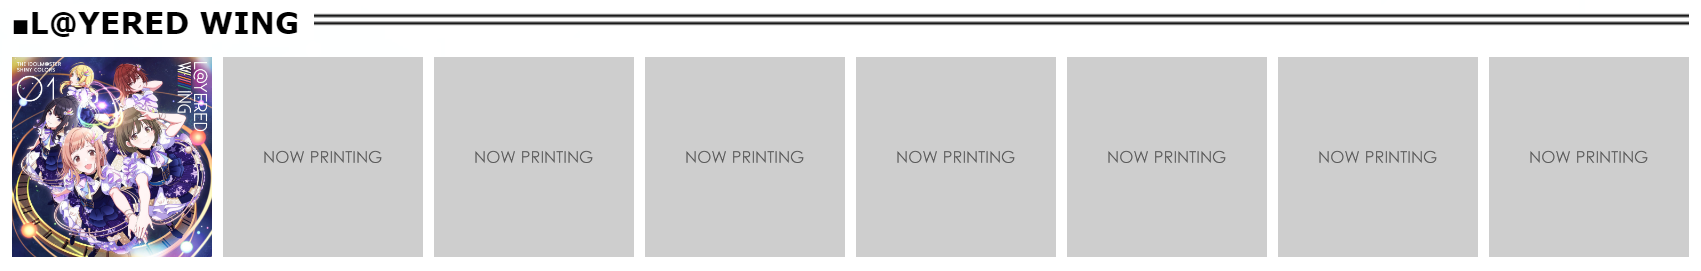 ■L@YERED WING
THE IDOLM@STER
SHINY COLORS
01
L@YERED
WING
NOW PRINTING
NOW PRINTING
NOW PRINTING
NOW PRINTING
NOW PRINTING
NOW PRINTING
NOW PRINTING